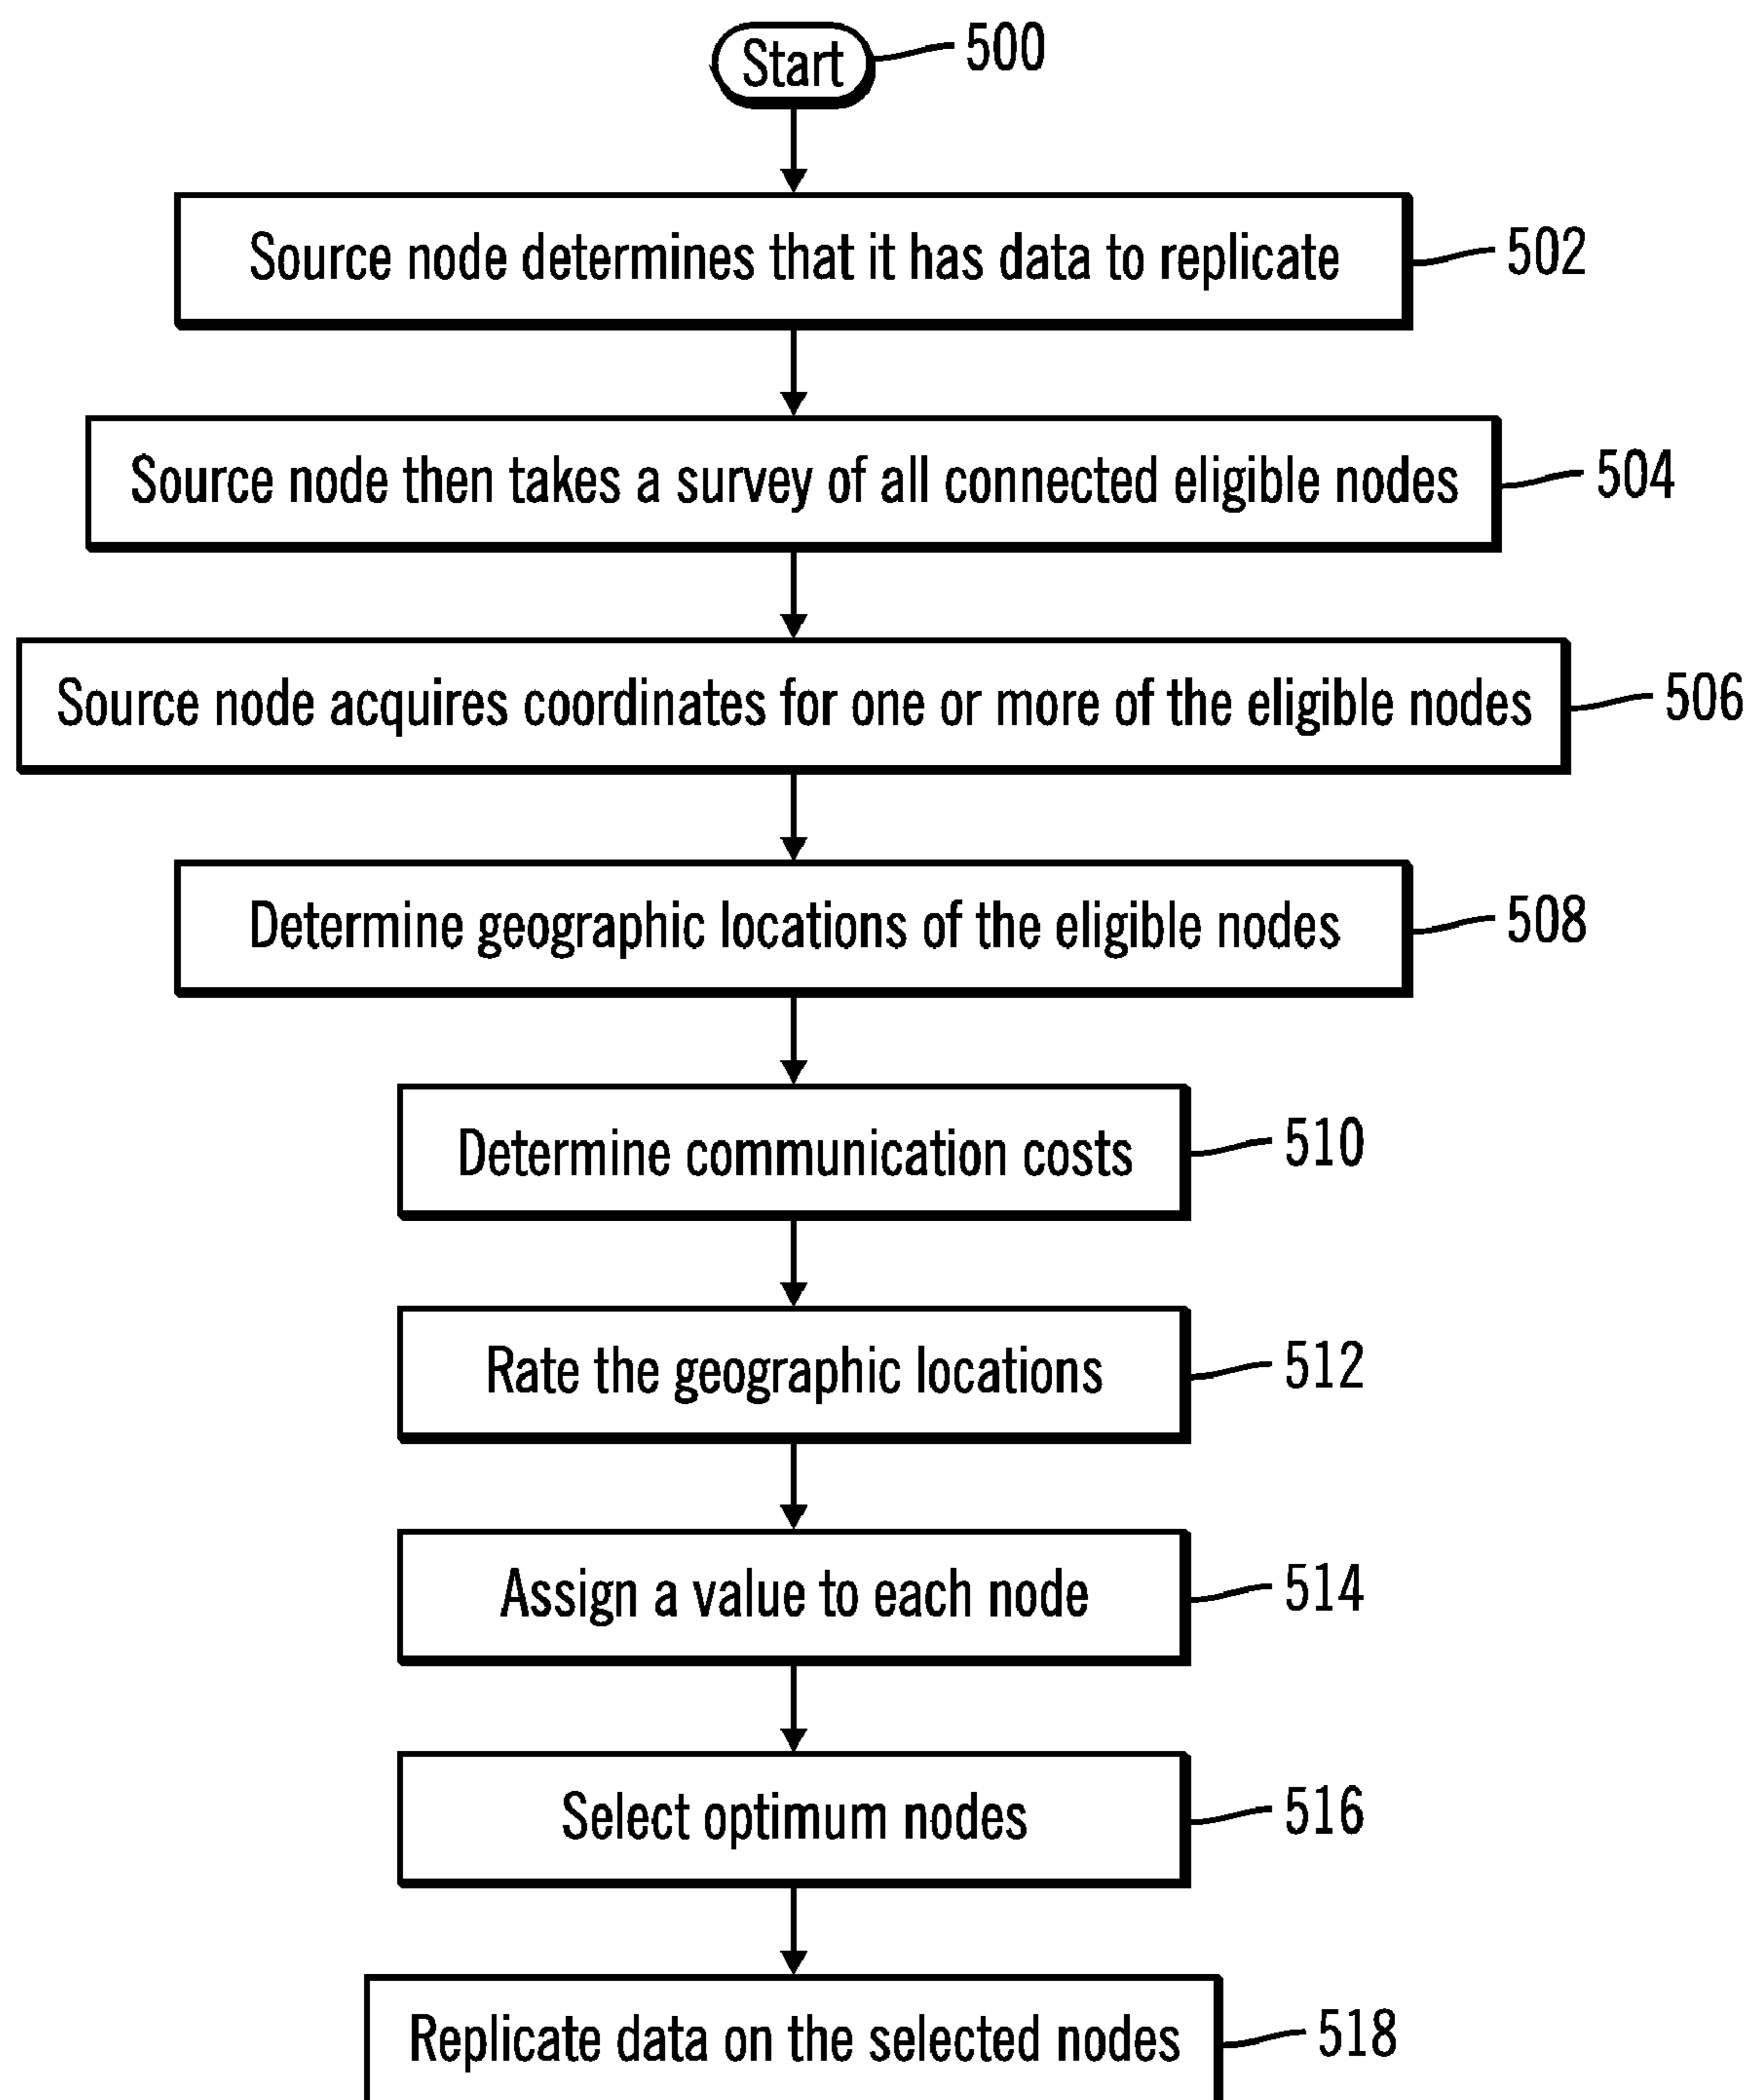 Start 500
Source node determines that it has data to replicate 502
Source node then takes a survey of all connected eligible nodes 504
Source node acquires coordinates for one or more of the eligible nodes 506
Determine geographic locations of the eligible nodes 508
Determine communication costs 510
Rate the geographic locations 512
Assign a value to each node 514
Select optimum nodes 516
Replicate data on the selected nodes 518